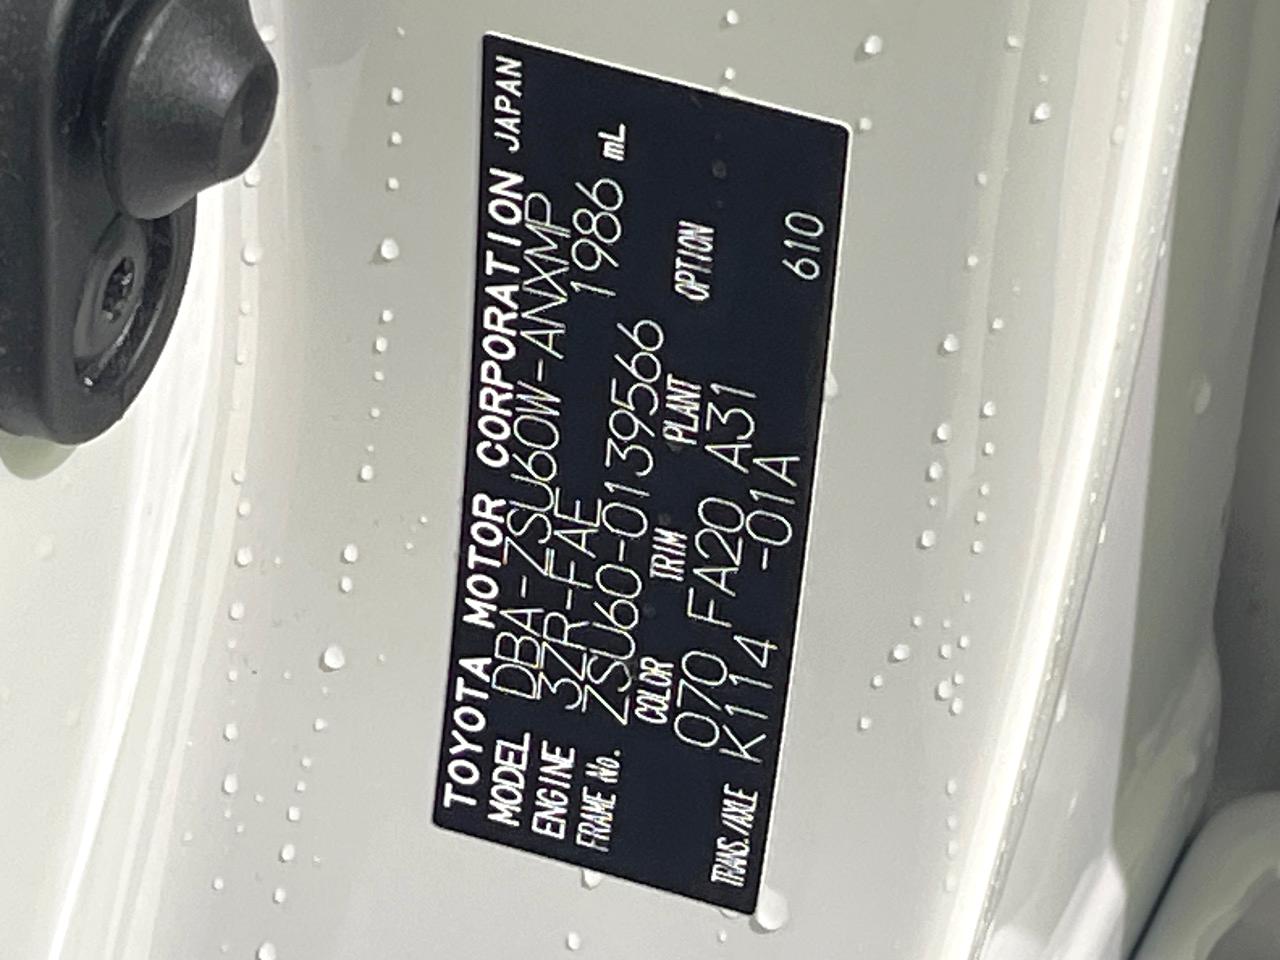 TOYOTA MOTOR CORPORATION JAPAN
MODEL DBA-ZSU60W-ANXMP
ENGINE 3ZR-FAE 1986 mL
FRAME No. ZSU60-0139566
COLOR TRIM PLANT OPTION
070 FA20 A31
TRANS./AXLE K114 -01A 610